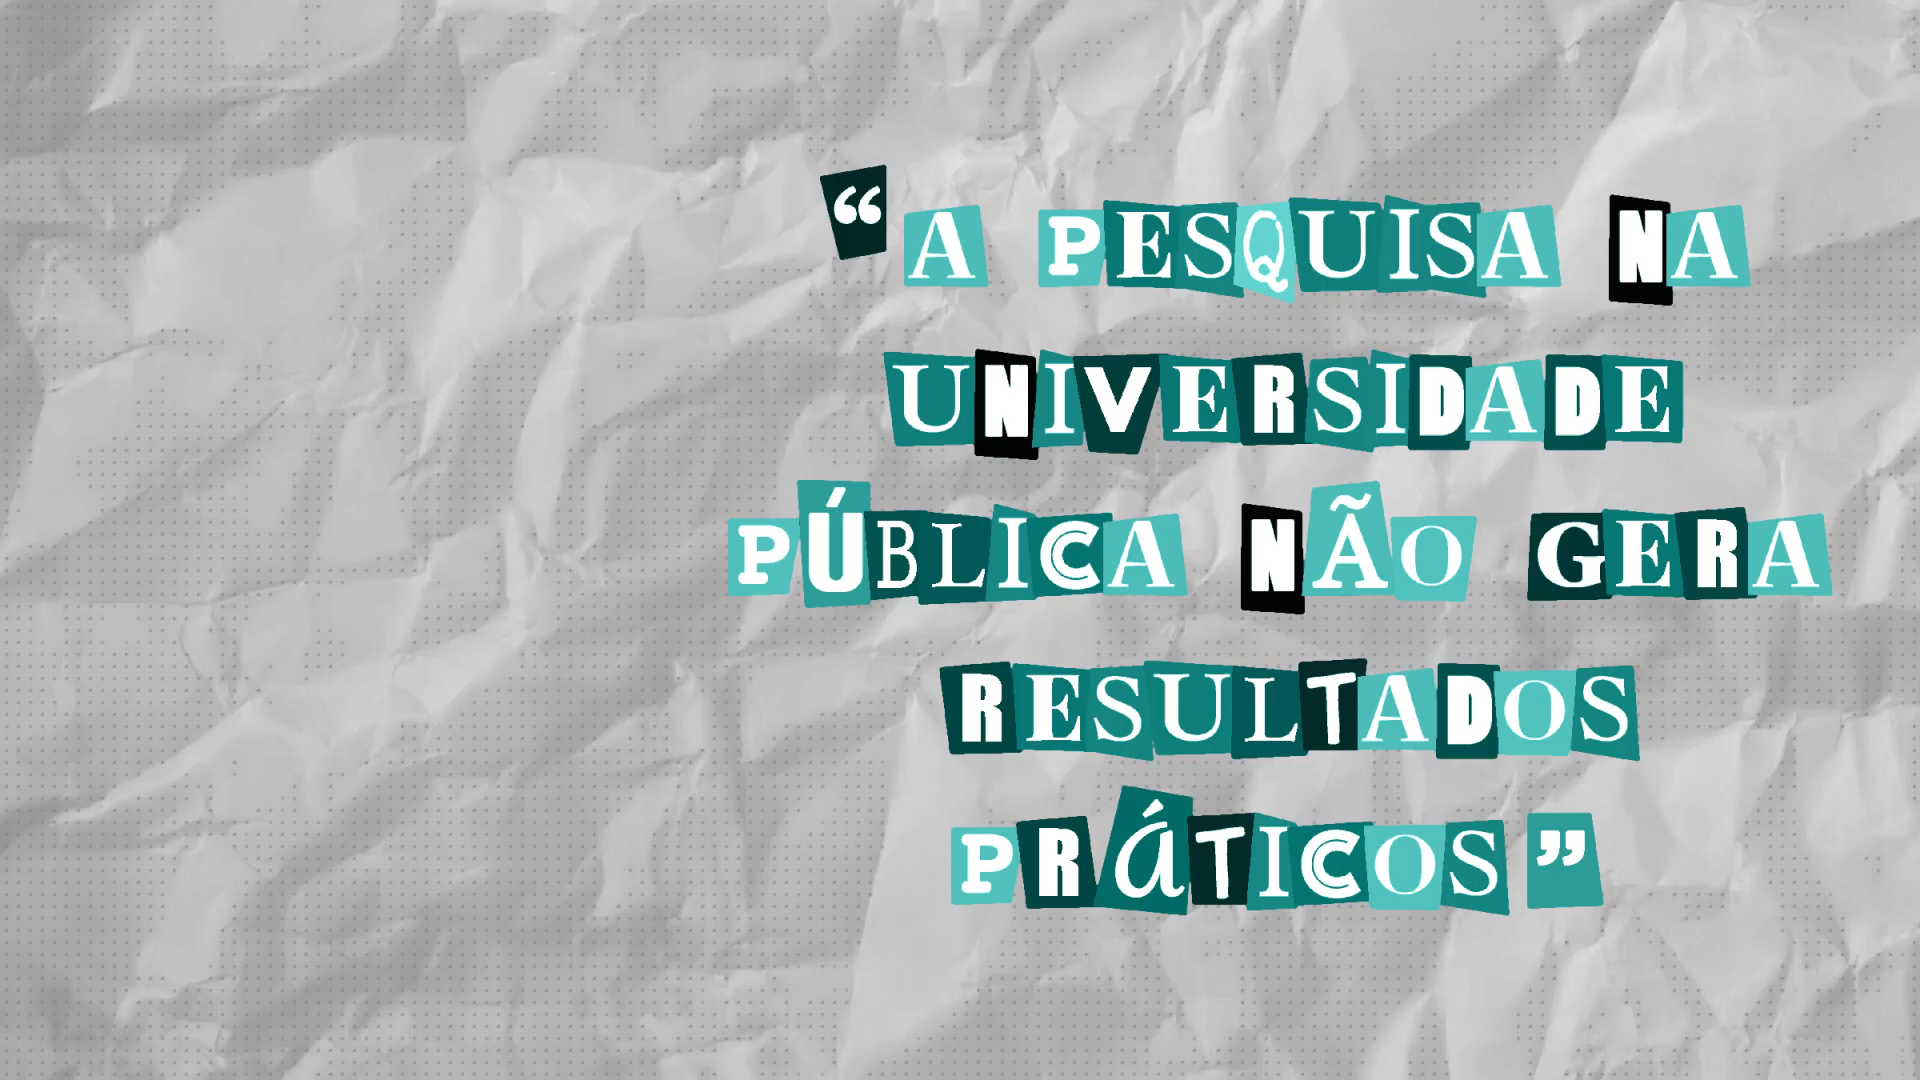 “A PESQUISA NA
UNIVERSIDADE
PÚBLICA NÃO GERA
RESULTADOS
PRÁTICOS”